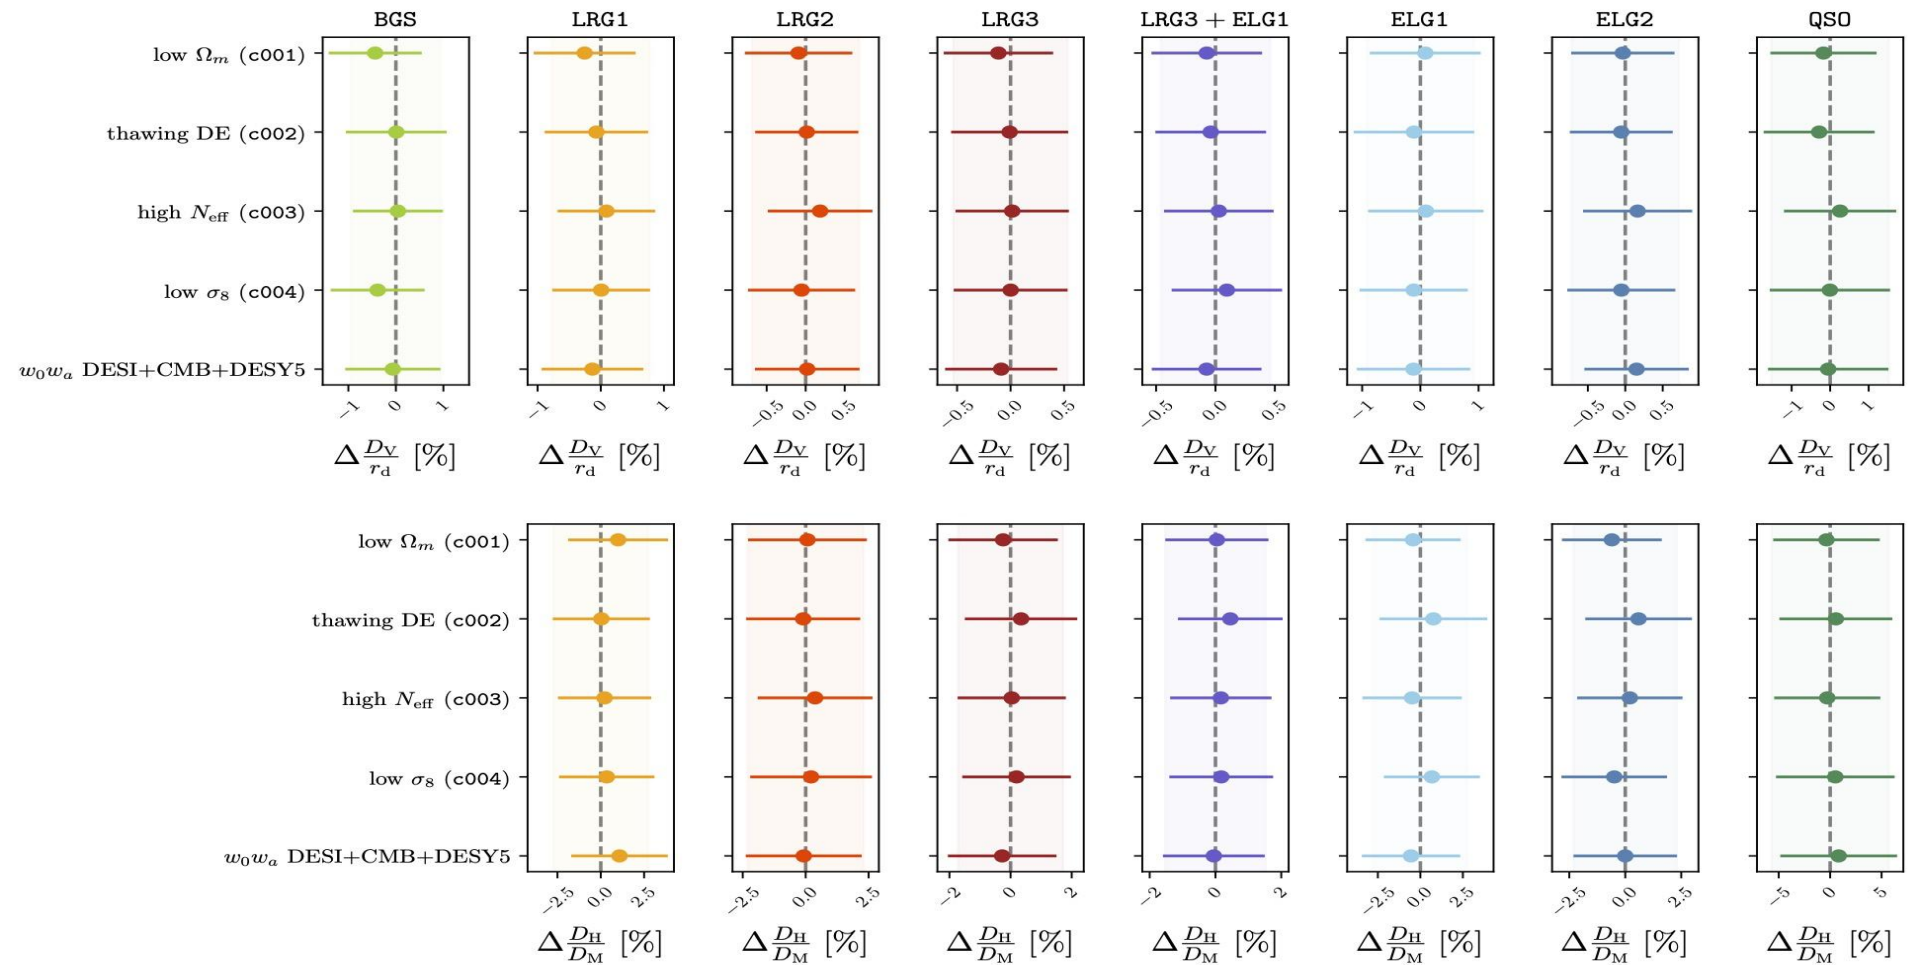 BGS LRG1 LRG2 LRG3 LRG3 + ELG1 ELG1 ELG2 QSO
low Ωm (c001)
thawing DE (c002)
high Neff (c003)
low σ8 (c004)
w0wa DESI+CMB+DESY5
−1 0 1 −1 0 1 −0.5 0.0 0.5 −0.5 0.0 0.5 −0.5 0.0 0.5 −1 0 1 −0.5 0.0 0.5 −1 0 1
Δ DV/rd [%] Δ DV/rd [%] Δ DV/rd [%] Δ DV/rd [%] Δ DV/rd [%] Δ DV/rd [%] Δ DV/rd [%] Δ DV/rd [%]
low Ωm (c001)
thawing DE (c002)
high Neff (c003)
low σ8 (c004)
w0wa DESI+CMB+DESY5
−2.5 0.0 2.5 −2.5 0.0 2.5 −2 0 2 −2 0 2 −2.5 0.0 2.5 −2.5 0.0 2.5 −5 0 5
Δ DH/DM [%] Δ DH/DM [%] Δ DH/DM [%] Δ DH/DM [%] Δ DH/DM [%] Δ DH/DM [%] Δ DH/DM [%]